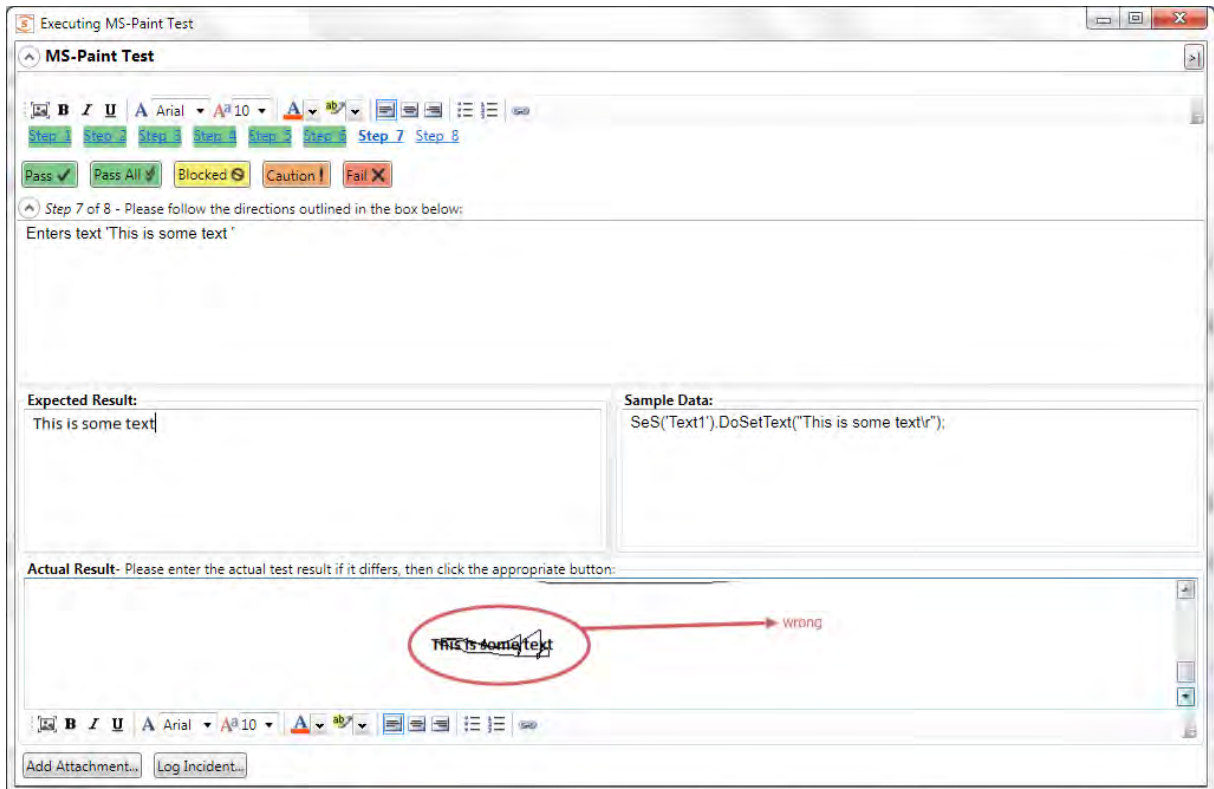 Executing MS-Paint Test
MS-Paint Test
B I U A Arial Aa 10 A ab
Step 1 Step 2 Step 3 Step 4 Step 5 Step 6 Step 7 Step 8
Pass Pass All Blocked Caution ! Fail
Step 7 of 8 - Please follow the directions outlined in the box below:
Enters text 'This is some text '
Expected Result: Sample Data:
This is some text SeS('Text1').DoSetText("This is some text\r");
Actual Result- Please enter the actual test result if it differs, then click the appropriate button:
wrong
This is some text
B I U A Arial Aa 10 A ab
Add Attachment... Log Incident...